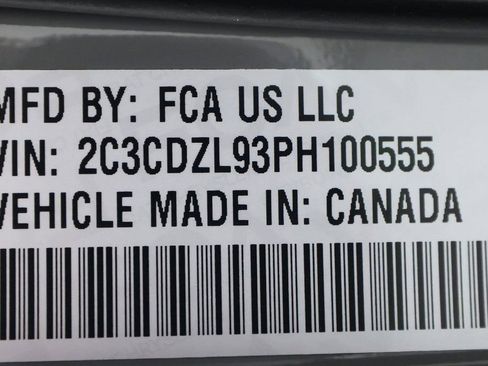 MFD BY: FCA US LLC
VIN: 2C3CDZL93PH100555
VEHICLE MADE IN: CANADA